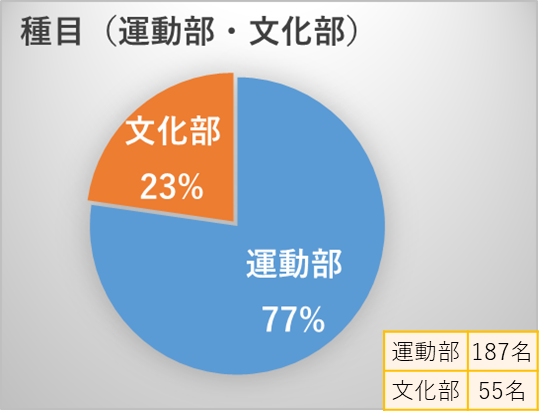 種目（運動部・文化部）
文化部
23%
運動部
77%
運動部 187名
文化部 55名